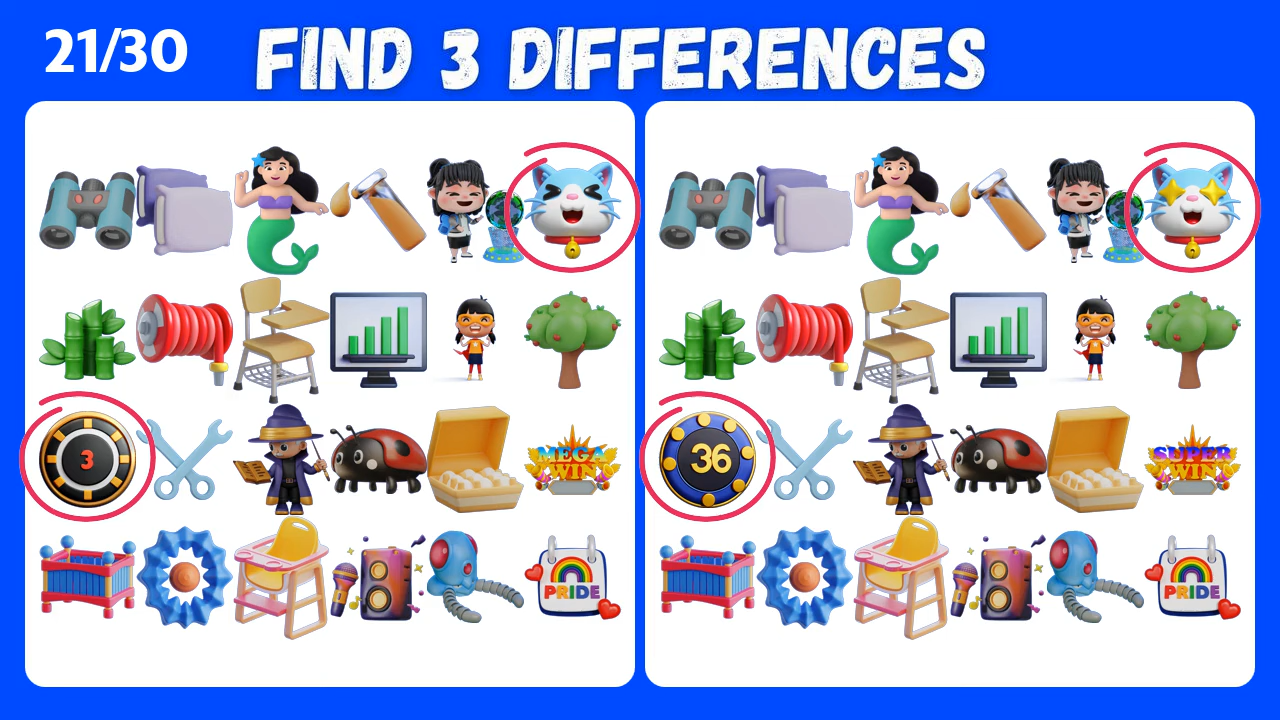 21/30
FIND 3 DIFFERENCES
3
36
MEGA
WIN
SUPER
WIN
PRIDE
PRIDE